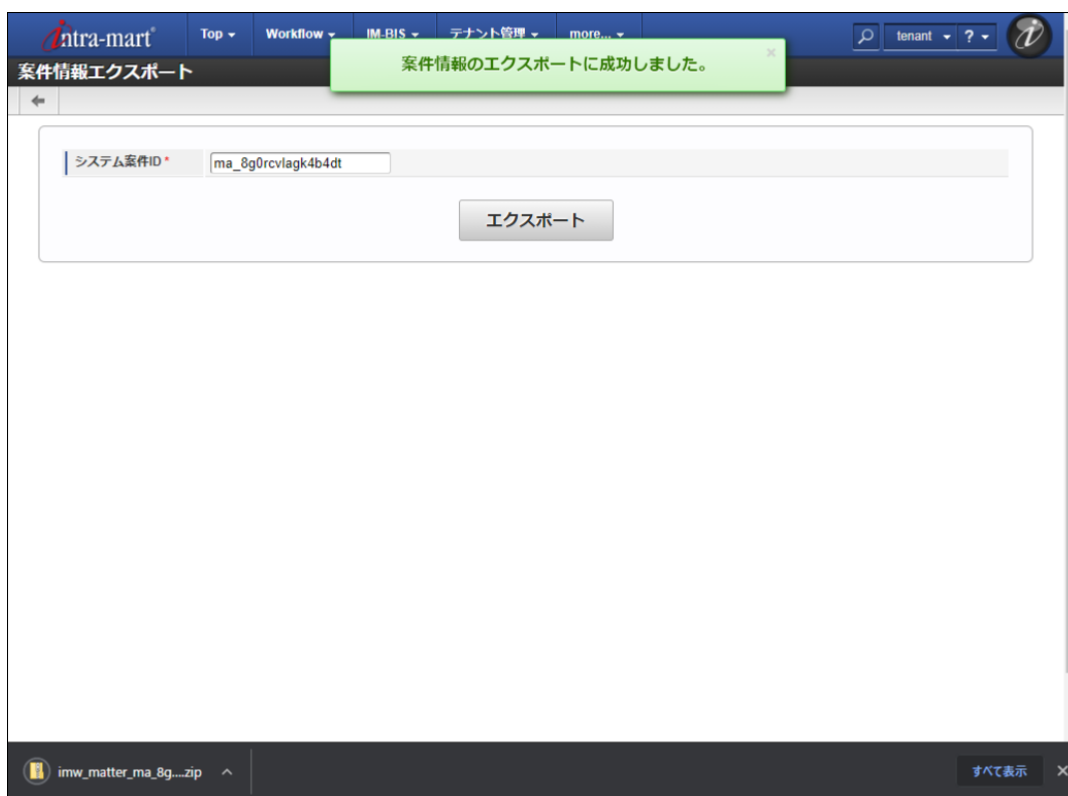 intra-mart® Top Workflow IM-BIS テナント管理 more... tenant ?
案件情報のエクスポートに成功しました。 ×
案件情報エクスポート
システム案件ID * ma_8g0rcvlagk4b4dt
エクスポート
imw_matter_ma_8g....zip すべて表示 ×